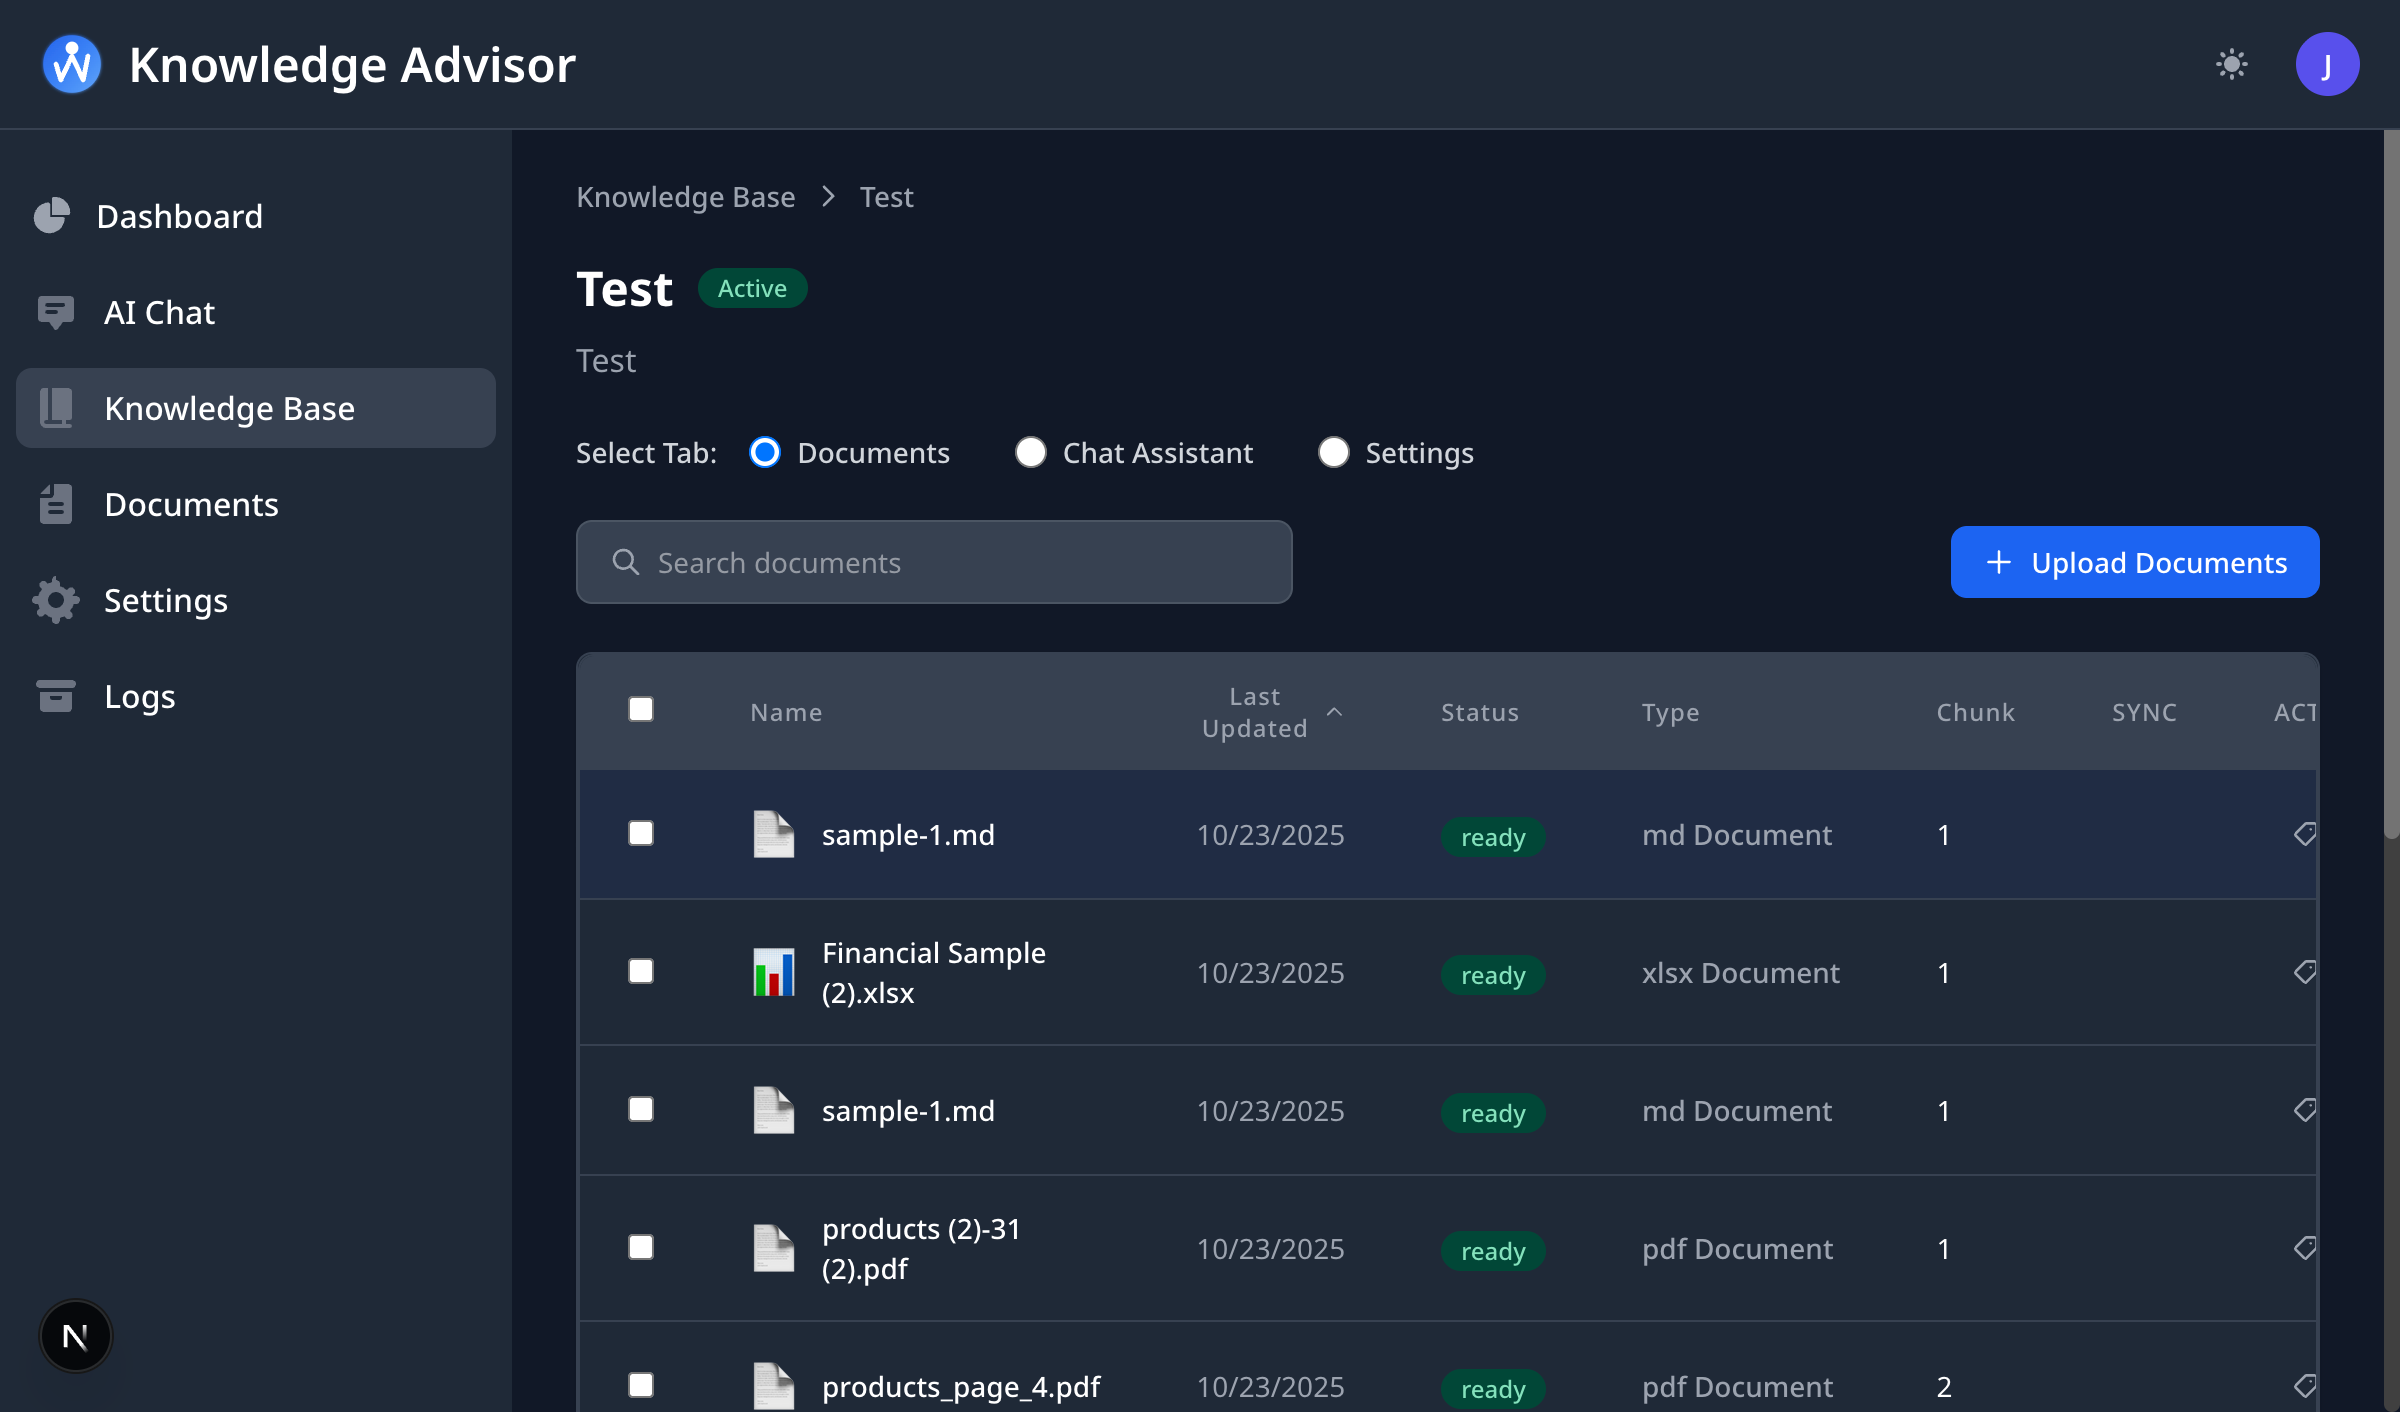 Knowledge Advisor
J
Dashboard
AI Chat
Knowledge Base
Documents
Settings
Logs
N
Knowledge Base > Test
Test Active
Test
Select Tab: Documents Chat Assistant Settings
Search documents
+ Upload Documents
Name Last Updated Status Type Chunk SYNC ACT
sample-1.md 10/23/2025 ready md Document 1
Financial Sample
(2).xlsx 10/23/2025 ready xlsx Document 1
sample-1.md 10/23/2025 ready md Document 1
products (2)-31
(2).pdf 10/23/2025 ready pdf Document 1
products_page_4.pdf 10/23/2025 ready pdf Document 2